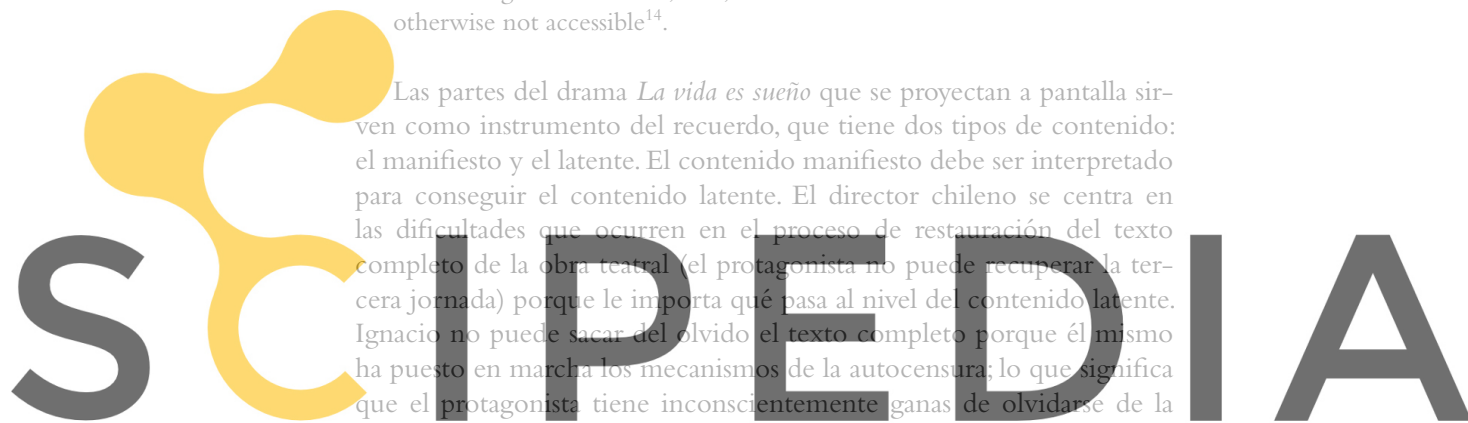 otherwise not accessible¹⁴.
Las partes del drama La vida es sueño que se proyectan a pantalla sir-
ven como instrumento del recuerdo, que tiene dos tipos de contenido:
el manifiesto y el latente. El contenido manifiesto debe ser interpretado
para conseguir el contenido latente. El director chileno se centra en
las dificultades que ocurren en el proceso de restauración del texto
completo de la obra teatral (el protagonista no puede recuperar la ter-
cera jornada) porque le importa qué pasa al nivel del contenido latente.
Ignacio no puede sacar del olvido el texto completo porque él mismo
ha puesto en marcha los mecanismos de la autocensura; lo que significa
que el protagonista tiene inconscientemente ganas de olvidarse de la
SCIPEDIA